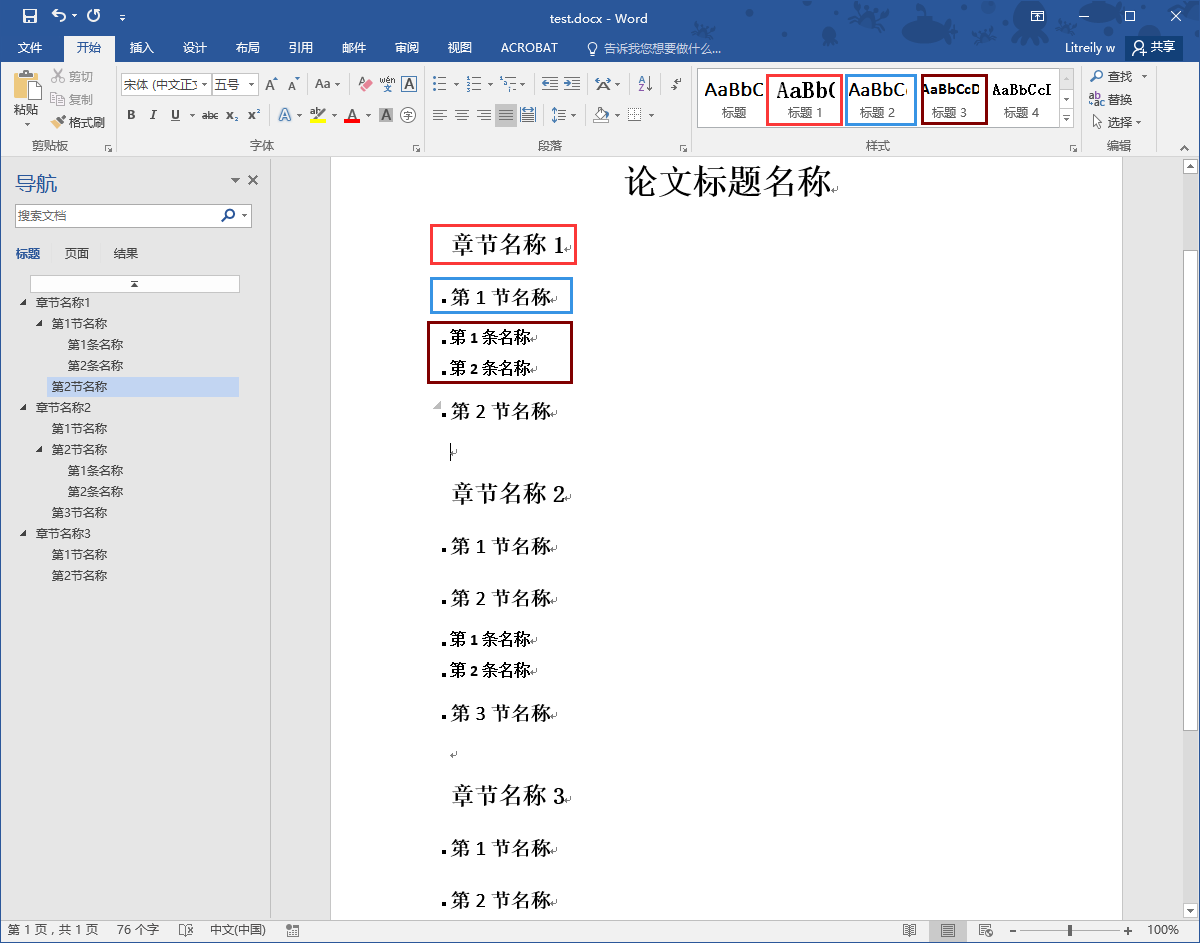 test.docx - Word
文件 开始 插入 设计 布局 引用 邮件 审阅 视图 ACROBAT 告诉我您想要做什么... Litreily w 共享
粘贴 剪切
复制
格式刷
剪贴板
宋体 (中文正文 五号 A A Aa wén 文 A
B I U abc x₂ x² A aby A A 字
字体
段落
AaBbC AaBb( AaBbC AaBbCcD AaBbCcI
标题 标题 1 标题 2 标题 3 标题 4
样式
查找
替换
选择
编辑
导航
搜索文档
标题 页面 结果
章节名称1
第1节名称
第1条名称
第2条名称
第2节名称
章节名称2
第1节名称
第2节名称
第1条名称
第2条名称
第3节名称
章节名称3
第1节名称
第2节名称
论文标题名称
章节名称 1
第 1 节名称
第 1 条名称
第 2 条名称
第 2 节名称
章节名称 2
第 1 节名称
第 2 节名称
第 1 条名称
第 2 条名称
第 3 节名称
章节名称 3
第 1 节名称
第 2 节名称
第 1 页，共 1 页 76 个字 中文(中国) 100%